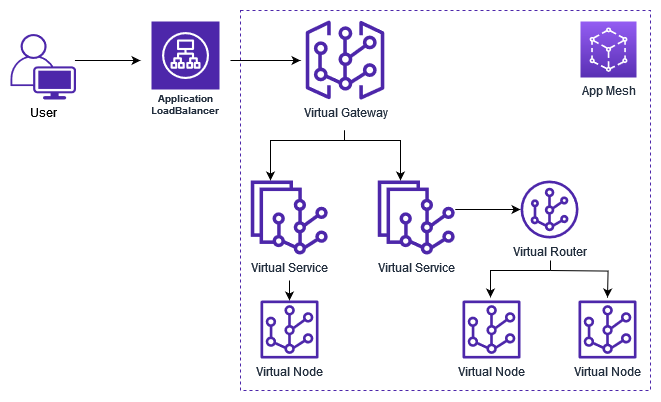 User
Application
LoadBalancer
Virtual Gateway
App Mesh
Virtual Service
Virtual Service
Virtual Router
Virtual Node
Virtual Node
Virtual Node